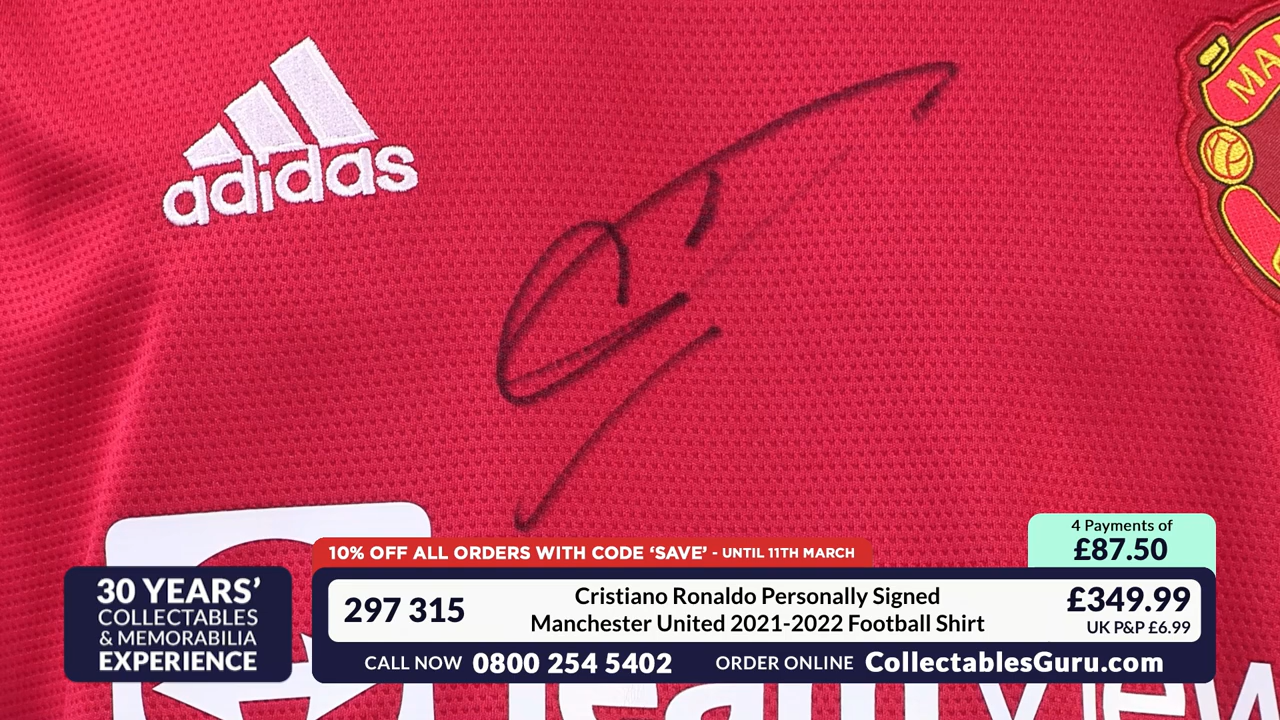 adidas
MA
10% OFF ALL ORDERS WITH CODE ‘SAVE’ - UNTIL 11TH MARCH
4 Payments of
£87.50
30 YEARS’
COLLECTABLES
& MEMORABILIA
EXPERIENCE
297 315
Cristiano Ronaldo Personally Signed
Manchester United 2021-2022 Football Shirt
£349.99
UK P&P £6.99
CALL NOW 0800 254 5402
ORDER ONLINE CollectablesGuru.com